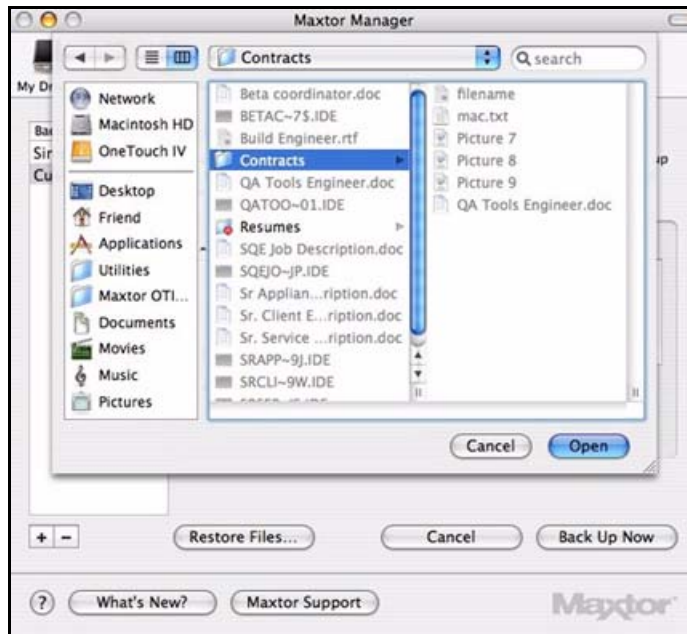 Maxtor Manager
Contracts
search
My Dr
Network
Macintosh HD
OneTouch IV
Desktop
Friend
Applications
Utilities
Maxtor OTI...
Documents
Movies
Music
Pictures
Beta coordinator.doc
BETAC~7$.IDE
Build Engineer.rtf
Contracts
QA Tools Engineer.doc
QATOO~01.IDE
Resumes
SQE Job Description.doc
SQEJO~JP.IDE
Sr Applian...ription.doc
Sr. Client E...ription.doc
Sr. Service ...ription.doc
SRAPP~9J.IDE
SRCLI~9W.IDE
filename
mac.txt
Picture 7
Picture 8
Picture 9
QA Tools Engineer.doc
Ba
Sir
Cu
up
Cancel
Open
+ −
Restore Files...
Cancel
Back Up Now
?
What's New?
Maxtor Support
Maxtor